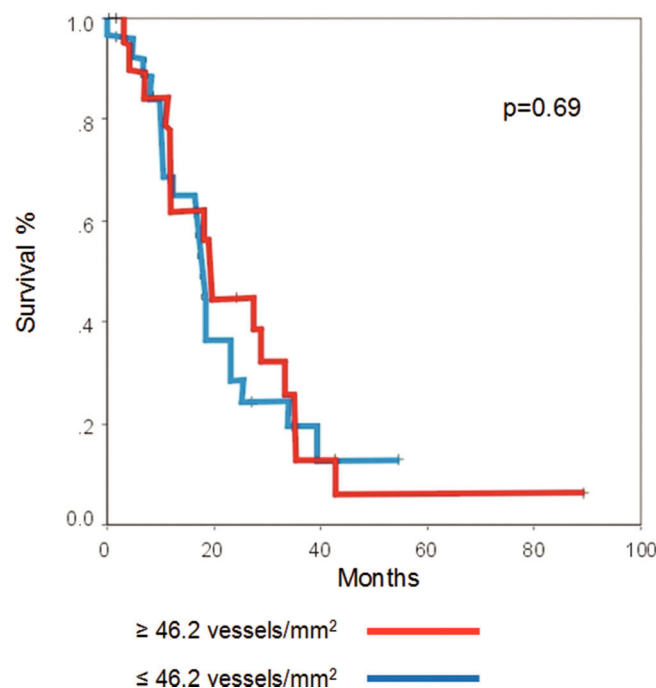 1.0
.8
.6
.4
.2
0.0
Survival %
p=0.69
0
20
40
60
80
100
Months
≥ 46.2 vessels/mm²
≤ 46.2 vessels/mm²